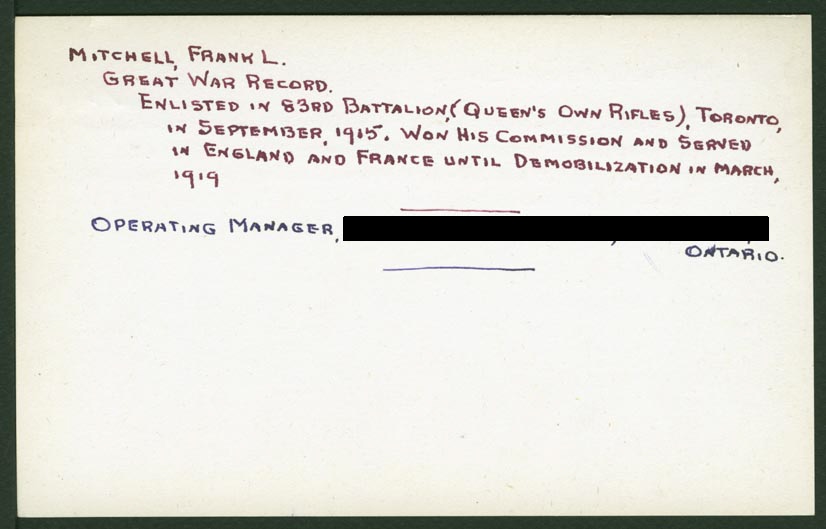 MITCHELL, FRANK L.
GREAT WAR RECORD.
ENLISTED IN 83RD BATTALION, (QUEEN'S OWN RIFLES), TORONTO,
IN SEPTEMBER, 1915. WON HIS COMMISSION AND SERVED
IN ENGLAND AND FRANCE UNTIL DEMOBILIZATION IN MARCH,
1919
OPERATING MANAGER,
ONTARIO.